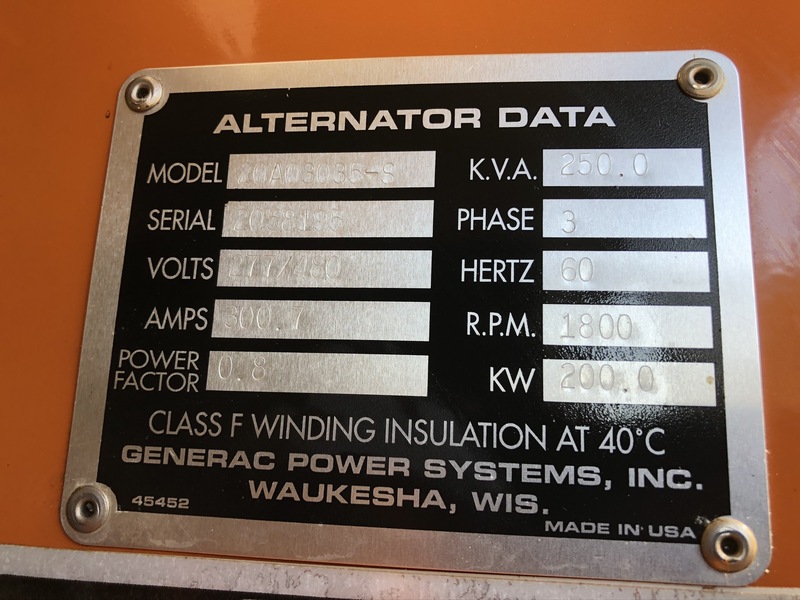 ALTERNATOR DATA
MODEL
K.V.A. 250.0
SERIAL
PHASE 3
VOLTS 277/480
HERTZ 60
AMPS 300.7
R.P.M. 1800
POWER FACTOR 0.8
KW 200.0
CLASS F WINDING INSULATION AT 40°C
GENERAC POWER SYSTEMS, INC.
WAUKESHA, WIS.
45452
MADE IN USA